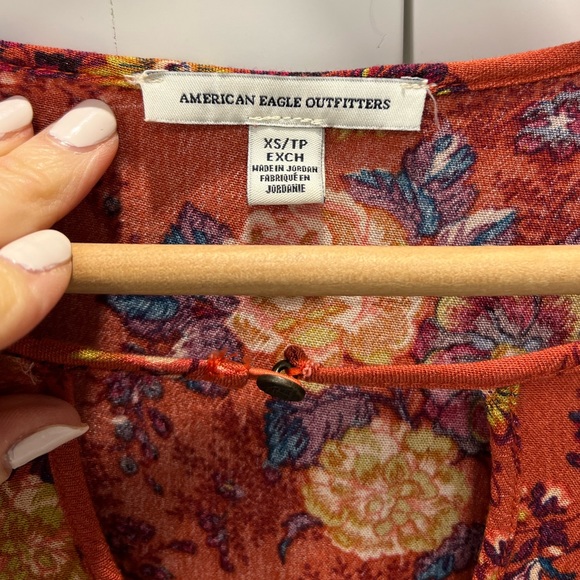 AMERICAN EAGLE OUTFITTERS
XS/TP
EXCH
MADE IN JORDAN
FABRIQUÉ EN
JORDANIE